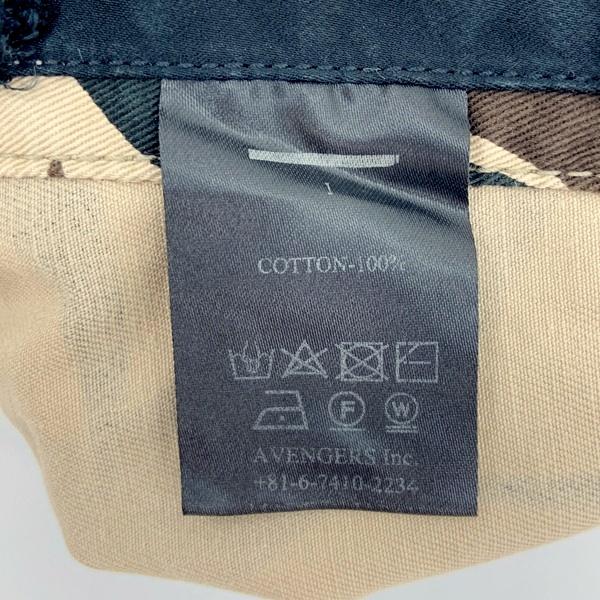 1
COTTON-100%
F W
AVENGERS Inc.
+81-6-7410-2234